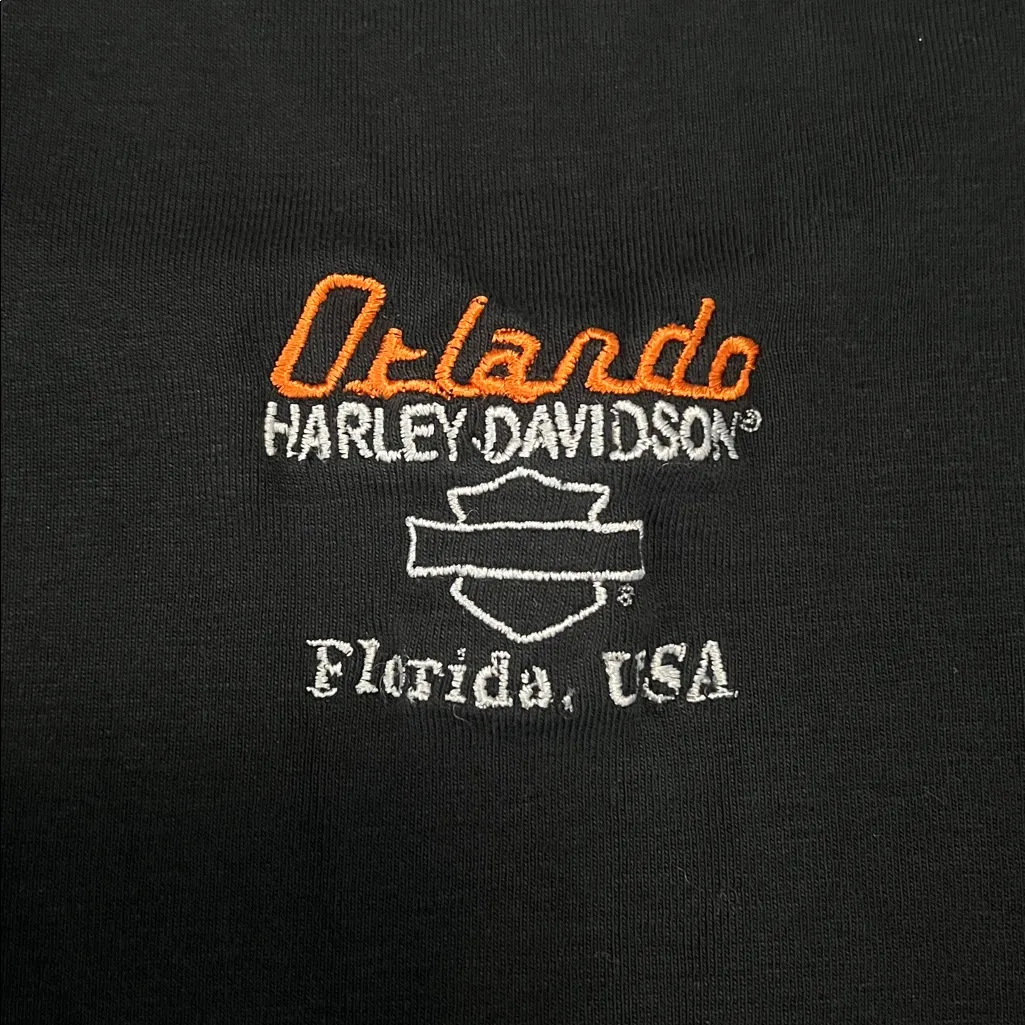 Orlando
HARLEY-DAVIDSON®
®
Florida, USA